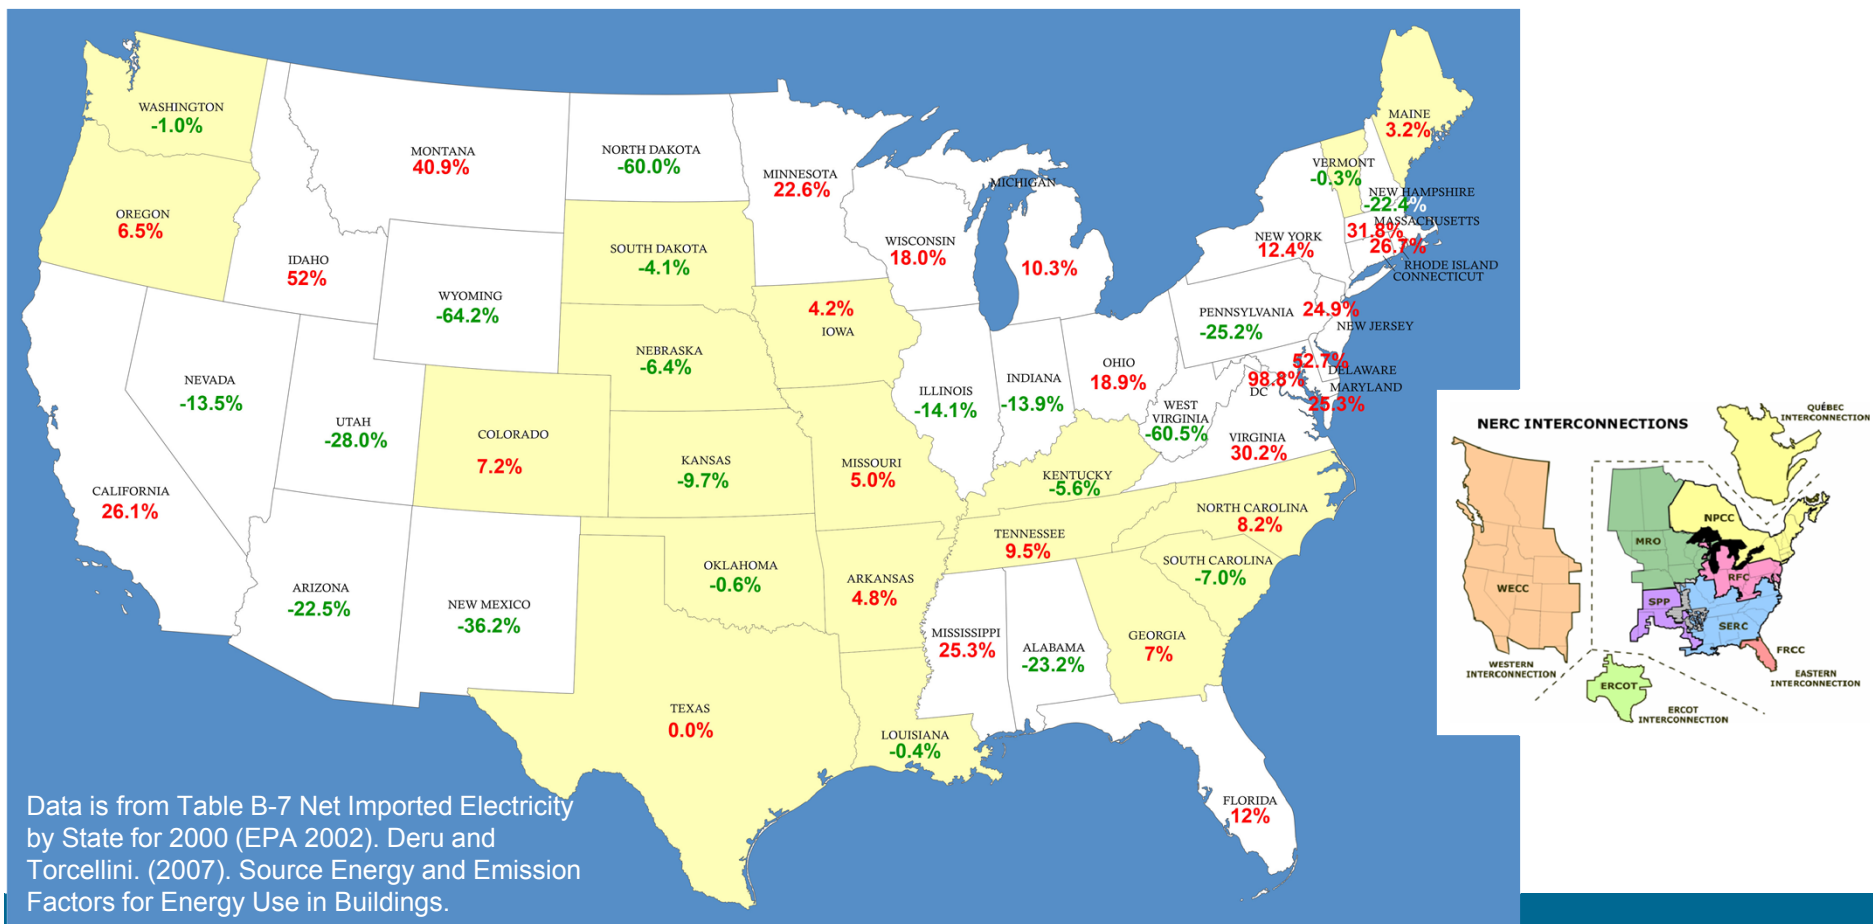 WASHINGTON
-1.0%
OREGON
6.5%
IDAHO
52%
MONTANA
40.9%
WYOMING
-64.2%
NORTH DAKOTA
-60.0%
SOUTH DAKOTA
-4.1%
NEBRASKA
-6.4%
KANSAS
-9.7%
MINNESOTA
22.6%
IOWA
4.2%
WISCONSIN
18.0%
MICHIGAN
10.3%
NEVADA
-13.5%
UTAH
-28.0%
COLORADO
7.2%
CALIFORNIA
26.1%
ARIZONA
-22.5%
NEW MEXICO
-36.2%
OKLAHOMA
-0.6%
TEXAS
0.0%
MISSOURI
5.0%
ARKANSAS
4.8%
LOUISIANA
-0.4%
ILLINOIS
-14.1%
INDIANA
-13.9%
OHIO
18.9%
KENTUCKY
-5.6%
TENNESSEE
9.5%
MISSISSIPPI
25.3%
ALABAMA
-23.2%
GEORGIA
7%
FLORIDA
12%
SOUTH CAROLINA
-7.0%
NORTH CAROLINA
8.2%
VIRGINIA
30.2%
WEST
VIRGINIA
-60.5%
PENNSYLVANIA
-25.2%
NEW YORK
12.4%
MAINE
3.2%
VERMONT
-0.3%
NEW HAMPSHIRE
-22.4%
MASSACHUSETTS
31.8%
26.7%
RHODE ISLAND
CONNECTICUT
24.9%
NEW JERSEY
52.7%
DELAWARE
98.8%
DC
MARYLAND
25.3%
Data is from Table B-7 Net Imported Electricity
by State for 2000 (EPA 2002). Deru and
Torcellini. (2007). Source Energy and Emission
Factors for Energy Use in Buildings.
NERC INTERCONNECTIONS
QUÉBEC
INTERCONNECTION
NPCC
MRO
RFC
WECC
SPP
SERC
FRCC
WESTERN
INTERCONNECTION
EASTERN
INTERCONNECTION
ERCOT
ERCOT
INTERCONNECTION